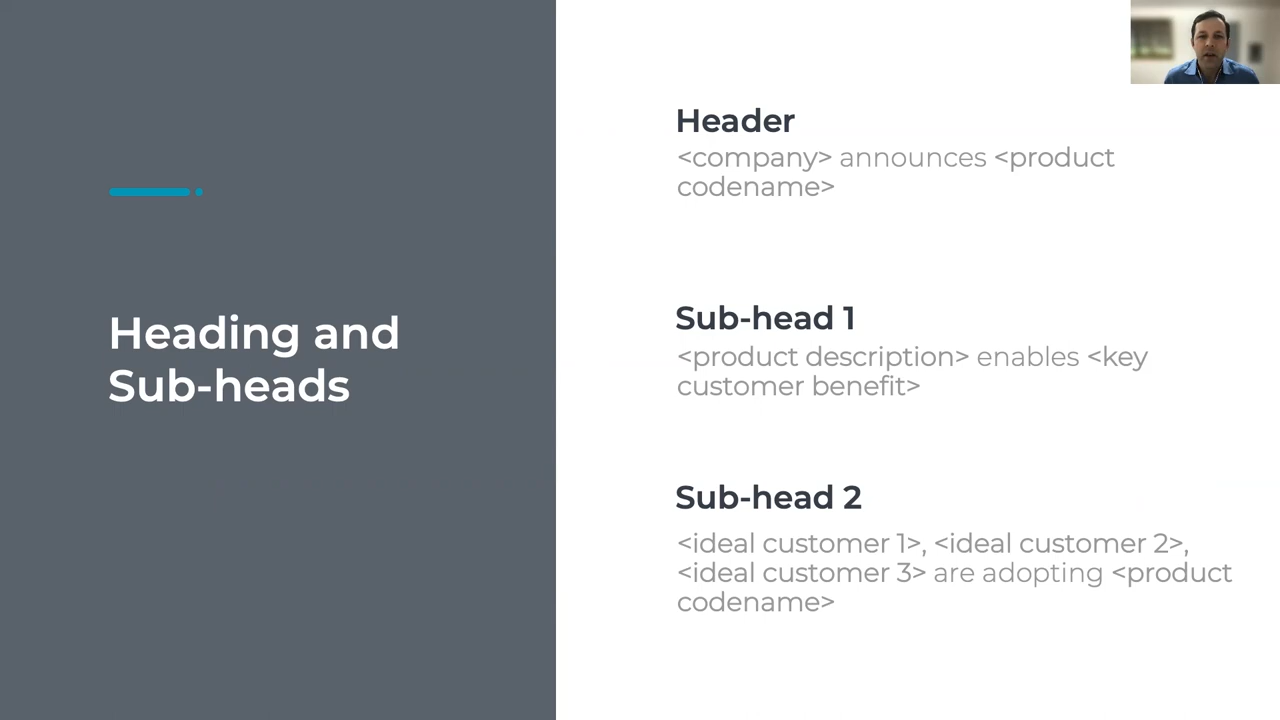 Heading and
Sub-heads
Header
<company> announces <product
codename>
Sub-head 1
<product description> enables <key
customer benefit>
Sub-head 2
<ideal customer 1>, <ideal customer 2>,
<ideal customer 3> are adopting <product
codename>